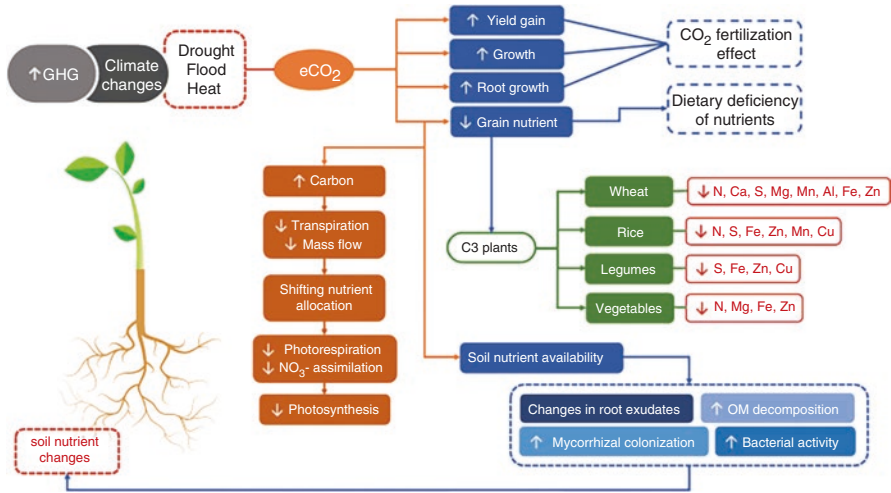 ↑GHG
Climate
changes
Drought
Flood
Heat
eCO₂
↑ Yield gain
↑ Growth
↑ Root growth
↓ Grain nutrient
CO₂ fertilization
effect
Dietary deficiency
of nutrients
↑ Carbon
↓ Transpiration
↓ Mass flow
Shifting nutrient
allocation
↓ Photorespiration
↓ NO₃- assimilation
↓ Photosynthesis
C3 plants
Wheat
↓ N, Ca, S, Mg, Mn, Al, Fe, Zn
Rice
↓ N, S, Fe, Zn, Mn, Cu
Legumes
↓ S, Fe, Zn, Cu
Vegetables
↓ N, Mg, Fe, Zn
Soil nutrient availability
Changes in root exudates
↑ OM decomposition
↑ Mycorrhizal colonization
↑ Bacterial activity
soil nutrient
changes